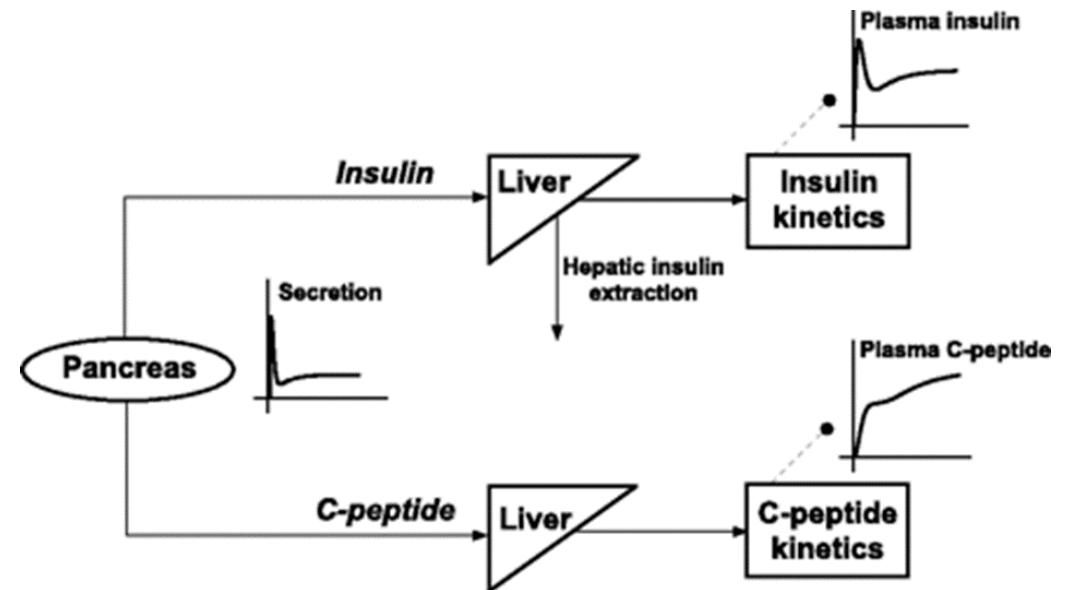 Plasma insulin
Insulin
Liver
Insulin
kinetics
Hepatic insulin
extraction
Secretion
Pancreas
Plasma C-peptide
C-peptide
Liver
C-peptide
kinetics